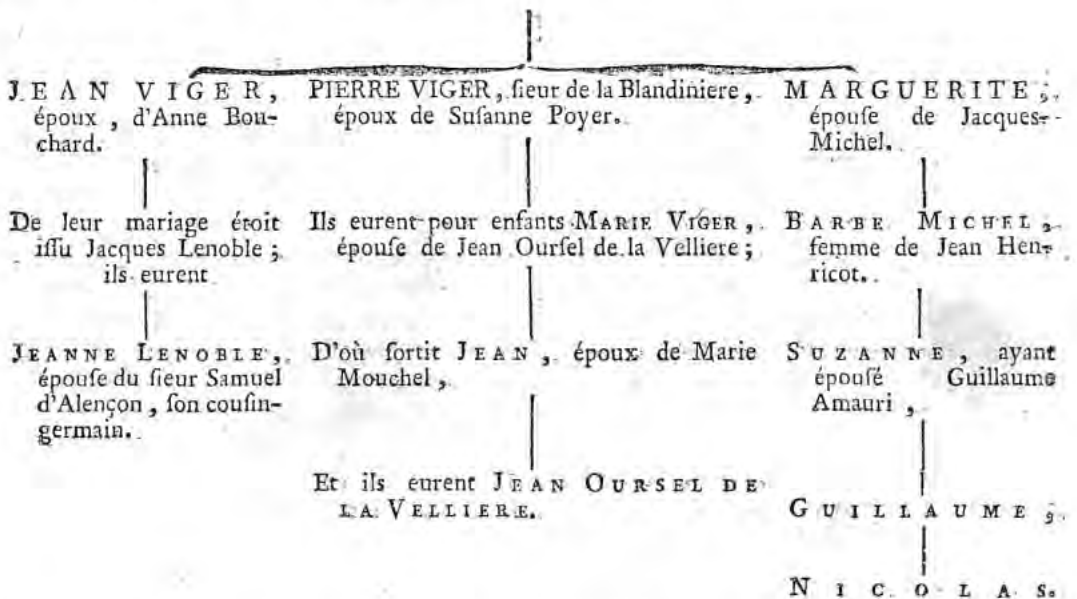 JEAN VIGER,
époux, d'Anne Bou-
chard.
De leur mariage étoit
iſſu Jacques Lenoble;
ils eurent
JEANNE LENOBLE,
épouſe du ſieur Samuel
d'Alençon, ſon couſin-
germain.
PIERRE VIGER, ſieur de la Blandiniere,
époux de Suſanne Poyer.
Ils eurent pour enfants MARIE VIGER,
épouſe de Jean Ourſel de la Velliere;
D'où ſortit JEAN, époux de Marie
Mouchel,
Et ils eurent JEAN OURSEL DE
LA VELLIERE.
MARGUERITE,
épouſe de Jacques-
Michel.
BARBE MICHEL,
femme de Jean Hen-
ricot.
SUZANNE, ayant
épouſé Guillaume
Amauri,
GUILLAUME,
NICOLAS.